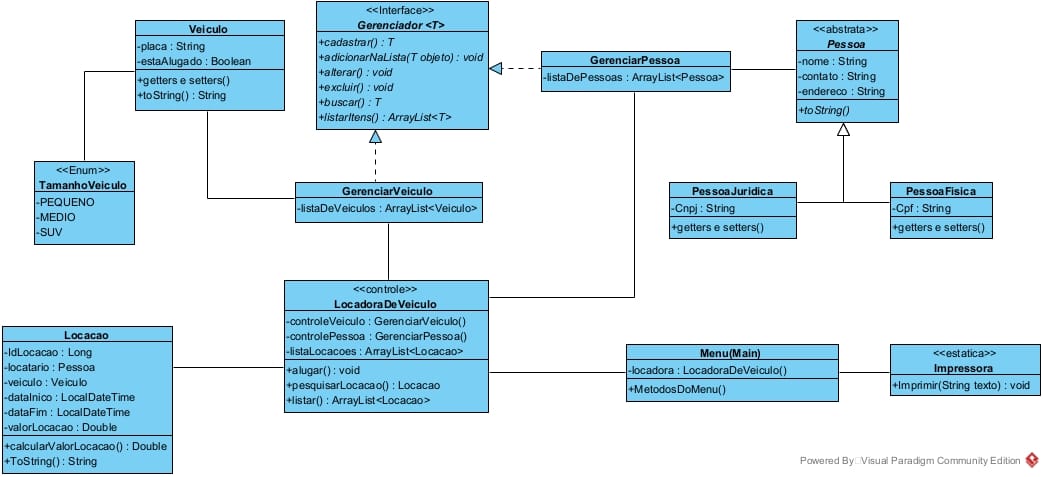 Veiculo
-placa : String
-estaAlugado : Boolean
+getters e setters()
+toString() : String
<<Interface>>
Gerenciador <T>
+cadastrar() : T
+adicionarNaLista(T objeto) : void
+alterar() : void
+excluir() : void
+buscar() : T
+listarItens() : ArrayList<T>
GerenciarPessoa
-listaDePessoas : ArrayList<Pessoa>
<<abstrata>>
Pessoa
-nome : String
-contato : String
-endereco : String
+toString()
<<Enum>>
TamanhoVeiculo
-PEQUENO
-MEDIO
-SUV
GerenciarVeiculo
-listaDeVeiculos : ArrayList<Veiculo>
PessoaJuridica
-Cnpj : String
+getters e setters()
PessoaFisica
-Cpf : String
+getters e setters()
<<controle>>
LocadoraDeVeiculo
-controleVeiculo : GerenciarVeiculo()
-controlePessoa : GerenciarPessoa()
-listaLocacoes : ArrayList<Locacao>
+alugar() : void
+pesquisarLocacao() : Locacao
+listar() : ArrayList<Locacao>
Locacao
-IdLocacao : Long
-locatario : Pessoa
-veiculo : Veiculo
-dataInico : LocalDateTime
-dataFim : LocalDateTime
-valorLocacao : Double
+calcularValorLocacao() : Double
+ToString() : String
Menu(Main)
-locadora : LocadoraDeVeiculo()
+MetodosDoMenu()
<<estatica>>
Impressora
+Imprimir(String texto) : void
Powered By Visual Paradigm Community Edition